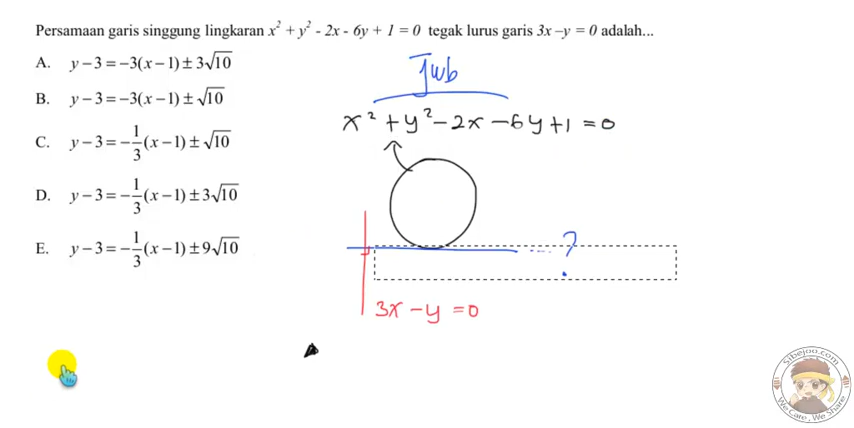 Persamaan garis singgung lingkaran x² + y² - 2x - 6y + 1 = 0 tegak lurus garis 3x – y = 0 adalah...
A. y – 3 = –3(x – 1) ± 3√10
B. y – 3 = –3(x – 1) ± √10
C. y – 3 = –1/3(x – 1) ± √10
D. y – 3 = –1/3(x – 1) ± 3√10
E. y – 3 = –1/3(x – 1) ± 9√10
Jwb
x² + y² – 2x – 6y + 1 = 0
.... ?
3x – y = 0
Sibejoo.com
We Care, We Share